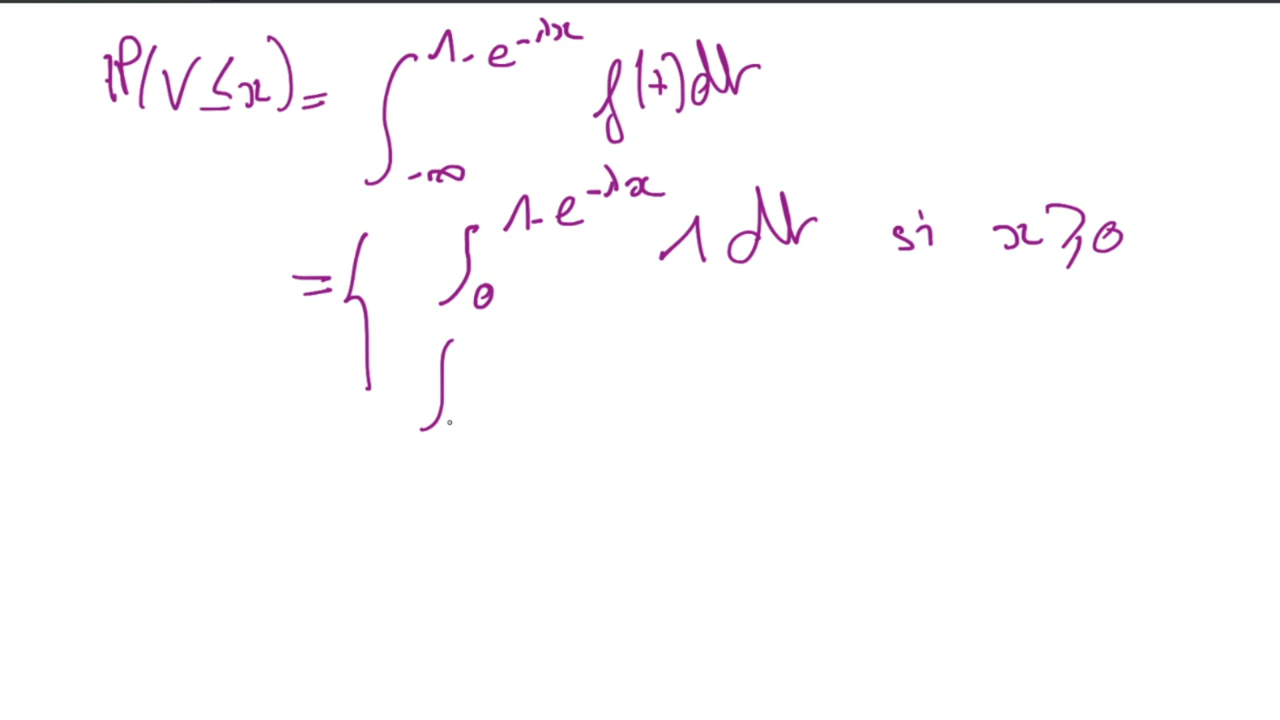 ℙ(V ≤ x) = ∫_{-∞}^{1-e^{-λx}} f(t)dt
= { ∫_0^{1-e^{-λx}} 1 dt si x ⩾ 0
∫